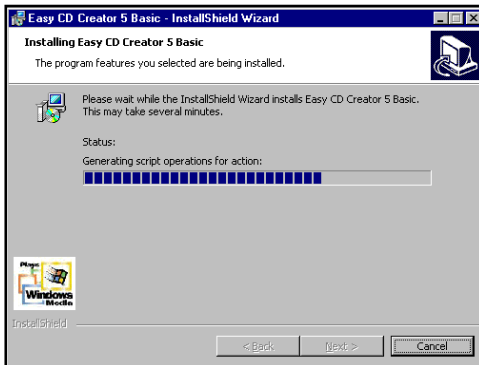 Easy CD Creator 5 Basic - InstallShield Wizard
Installing Easy CD Creator 5 Basic
The program features you selected are being installed.
Please wait while the InstallShield Wizard installs Easy CD Creator 5 Basic.
This may take several minutes.
Status:
Generating script operations for action:
Plays
Windows
Media
InstallShield
< Back
Next >
Cancel